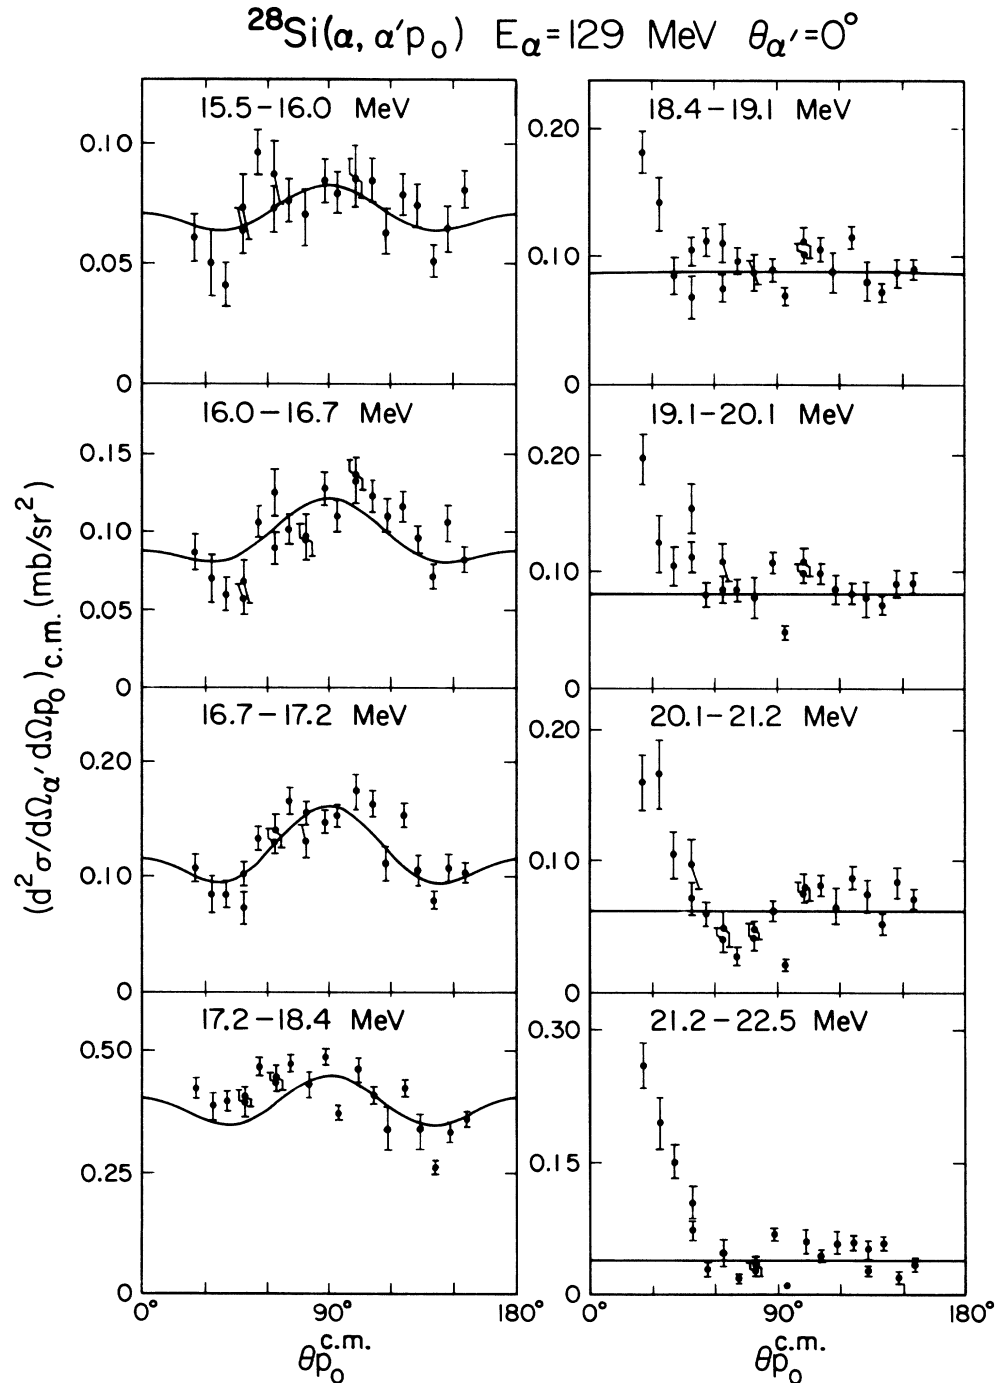 ²⁸Si(α, α′p₀) Eα=129 MeV θα′=0°
(d²σ/dΩα′dΩp₀)c.m.(mb/sr²)
15.5–16.0 MeV
0.10
0.05
0
16.0–16.7 MeV
0.15
0.10
0.05
0
16.7–17.2 MeV
0.20
0.10
0
17.2–18.4 MeV
0.50
0.25
0
0° 90° 180°
θp₀c.m.
18.4–19.1 MeV
0.20
0.10
0
19.1–20.1 MeV
0.20
0.10
0
20.1–21.2 MeV
0.20
0.10
0
21.2–22.5 MeV
0.30
0.15
0
0° 90° 180°
θp₀c.m.